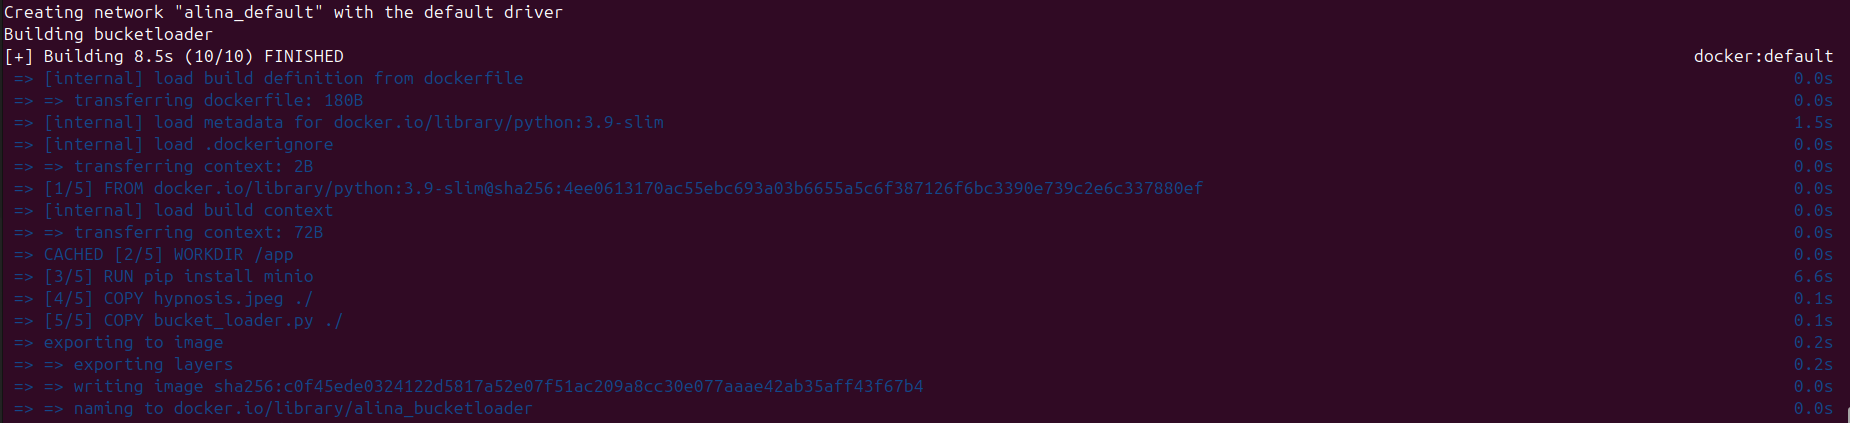 Creating network "alina_default" with the default driver
Building bucketloader
[+] Building 8.5s (10/10) FINISHED docker:default
=> [internal] load build definition from dockerfile 0.0s
=> => transferring dockerfile: 180B 0.0s
=> [internal] load metadata for docker.io/library/python:3.9-slim 1.5s
=> [internal] load .dockerignore 0.0s
=> => transferring context: 2B 0.0s
=> [1/5] FROM docker.io/library/python:3.9-slim@sha256:4ee0613170ac55ebc693a03b6655a5c6f387126f6bc3390e739c2e6c337880ef 0.0s
=> [internal] load build context 0.0s
=> => transferring context: 72B 0.0s
=> CACHED [2/5] WORKDIR /app 0.0s
=> [3/5] RUN pip install minio 6.6s
=> [4/5] COPY hypnosis.jpeg ./ 0.1s
=> [5/5] COPY bucket_loader.py ./ 0.1s
=> exporting to image 0.2s
=> => exporting layers 0.2s
=> => writing image sha256:c0f45ede0324122d5817a52e07f51ac209a8cc30e077aaae42ab35aff43f67b4 0.0s
=> => naming to docker.io/library/alina_bucketloader 0.0s